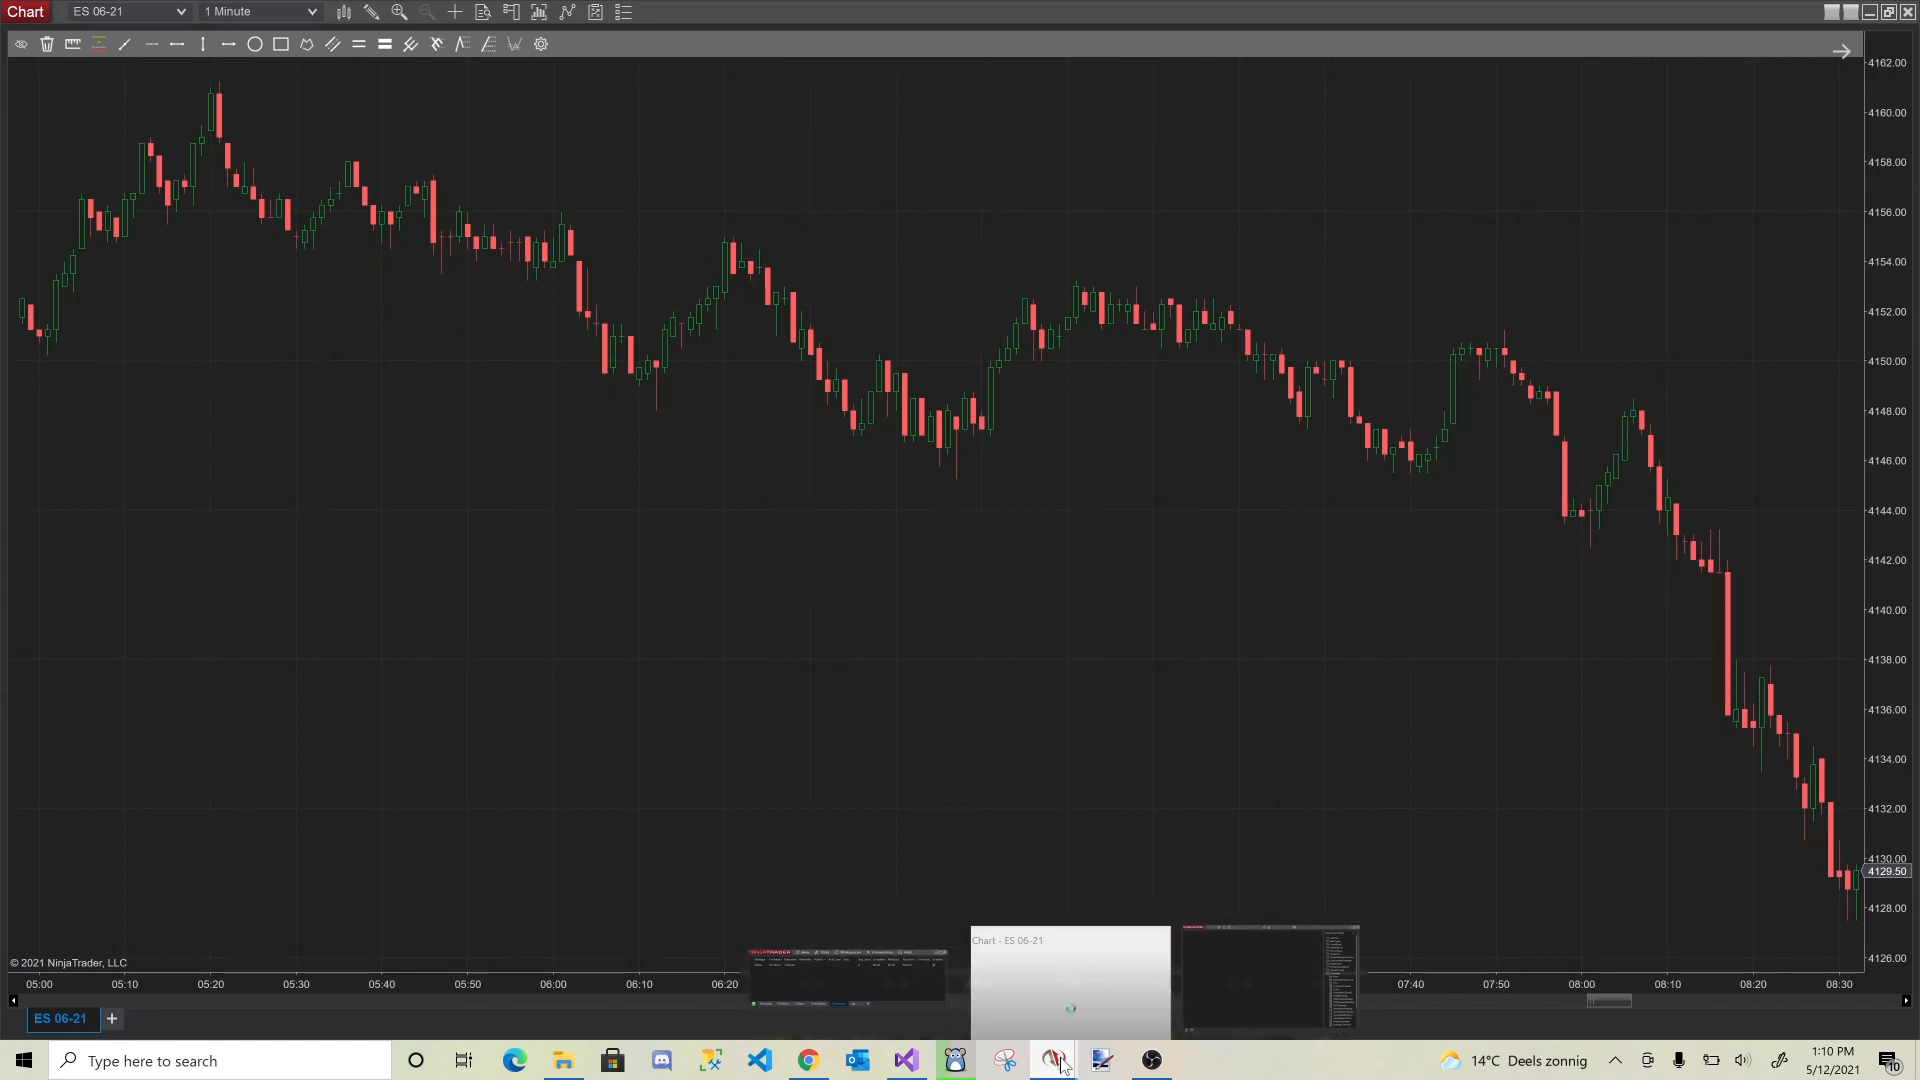 Chart ES 06-21 1 Minute
4162.00
4160.00
4158.00
4156.00
4154.00
4152.00
4150.00
4148.00
4146.00
4144.00
4142.00
4140.00
4138.00
4136.00
4134.00
4132.00
4130.00
4129.50
4128.00
4126.00
Chart - ES 06-21
NINJATRADER
© 2021 NinjaTrader, LLC
05:00 05:10 05:20 05:30 05:40 05:50 06:00 06:10 06:20 07:40 07:50 08:00 08:10 08:20 08:30
ES 06-21 +
Type here to search
14°C Deels zonnig
1:10 PM
5/12/2021
10